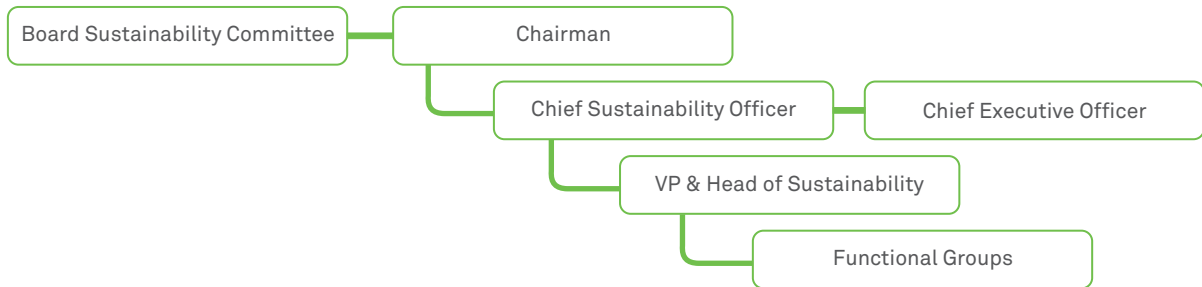 Board Sustainability Committee
Chairman
Chief Sustainability Officer
Chief Executive Officer
VP & Head of Sustainability
Functional Groups